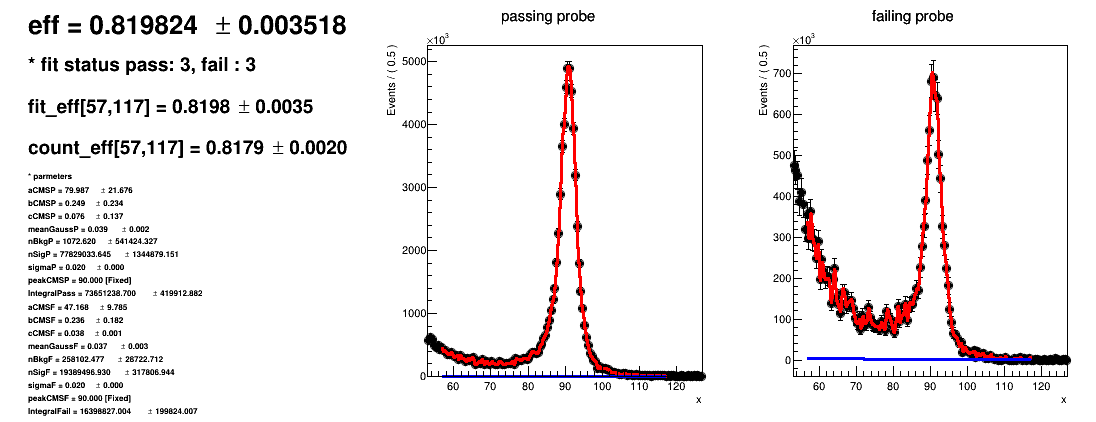 eff = 0.819824 ± 0.003518
* fit status pass: 3, fail : 3
fit_eff[57,117] = 0.8198 ± 0.0035
count_eff[57,117] = 0.8179 ± 0.0020
* parmeters
aCMSP = 79.987 ± 21.676
bCMSP = 0.249 ± 0.234
cCMSP = 0.076 ± 0.137
meanGaussP = 0.039 ± 0.002
nBkgP = 1072.620 ± 541424.327
nSigP = 77829033.645 ± 1344879.151
sigmaP = 0.020 ± 0.000
peakCMSP = 90.000 [Fixed]
IntegralPass = 73651238.700 ± 419912.882
aCMSF = 47.168 ± 9.785
bCMSF = 0.236 ± 0.182
cCMSF = 0.038 ± 0.001
meanGaussF = 0.037 ± 0.003
nBkgF = 258102.477 ± 26722.712
nSigF = 19389496.930 ± 317806.944
sigmaF = 0.020 ± 0.000
peakCMSF = 90.000 [Fixed]
IntegralFail = 16398827.004 ± 199824.007
passing probe
×10³
Events / ( 0.5 )
5000
4000
3000
2000
1000
0
60 70 80 90 100 110 120
x
failing probe
×10³
Events / ( 0.5 )
700
600
500
400
300
200
100
0
60 70 80 90 100 110 120
x